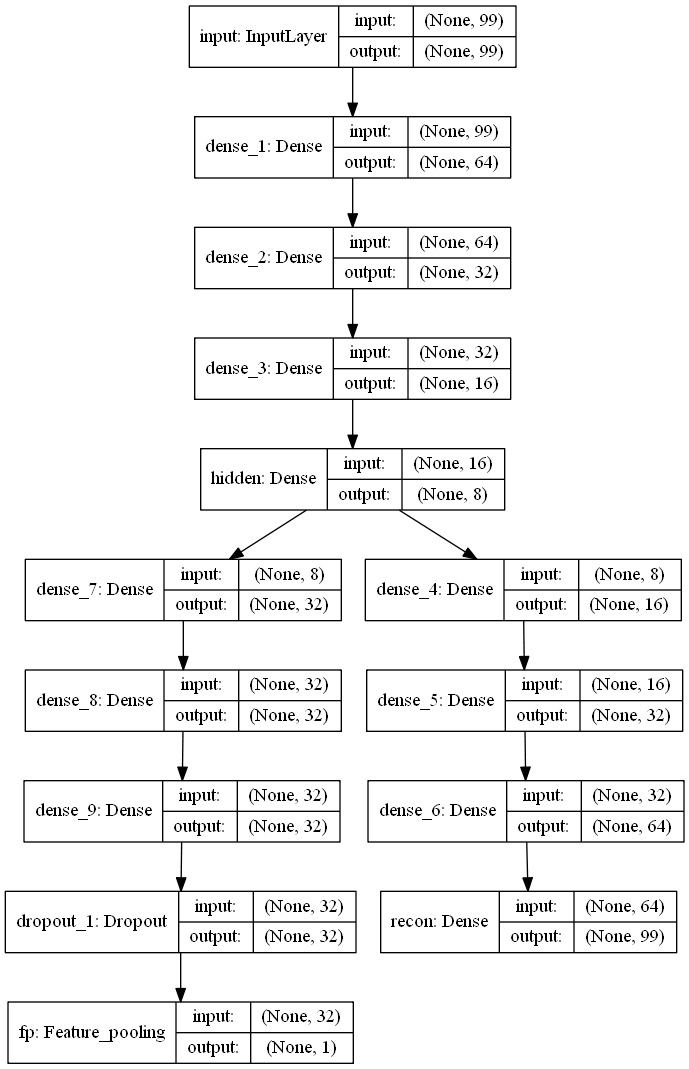 input: InputLayer
input: (None, 99)
output: (None, 99)
dense_1: Dense
input: (None, 99)
output: (None, 64)
dense_2: Dense
input: (None, 64)
output: (None, 32)
dense_3: Dense
input: (None, 32)
output: (None, 16)
hidden: Dense
input: (None, 16)
output: (None, 8)
dense_7: Dense
input: (None, 8)
output: (None, 32)
dense_4: Dense
input: (None, 8)
output: (None, 16)
dense_8: Dense
input: (None, 32)
output: (None, 32)
dense_5: Dense
input: (None, 16)
output: (None, 32)
dense_9: Dense
input: (None, 32)
output: (None, 32)
dense_6: Dense
input: (None, 32)
output: (None, 64)
dropout_1: Dropout
input: (None, 32)
output: (None, 32)
recon: Dense
input: (None, 64)
output: (None, 99)
fp: Feature_pooling
input: (None, 32)
output: (None, 1)